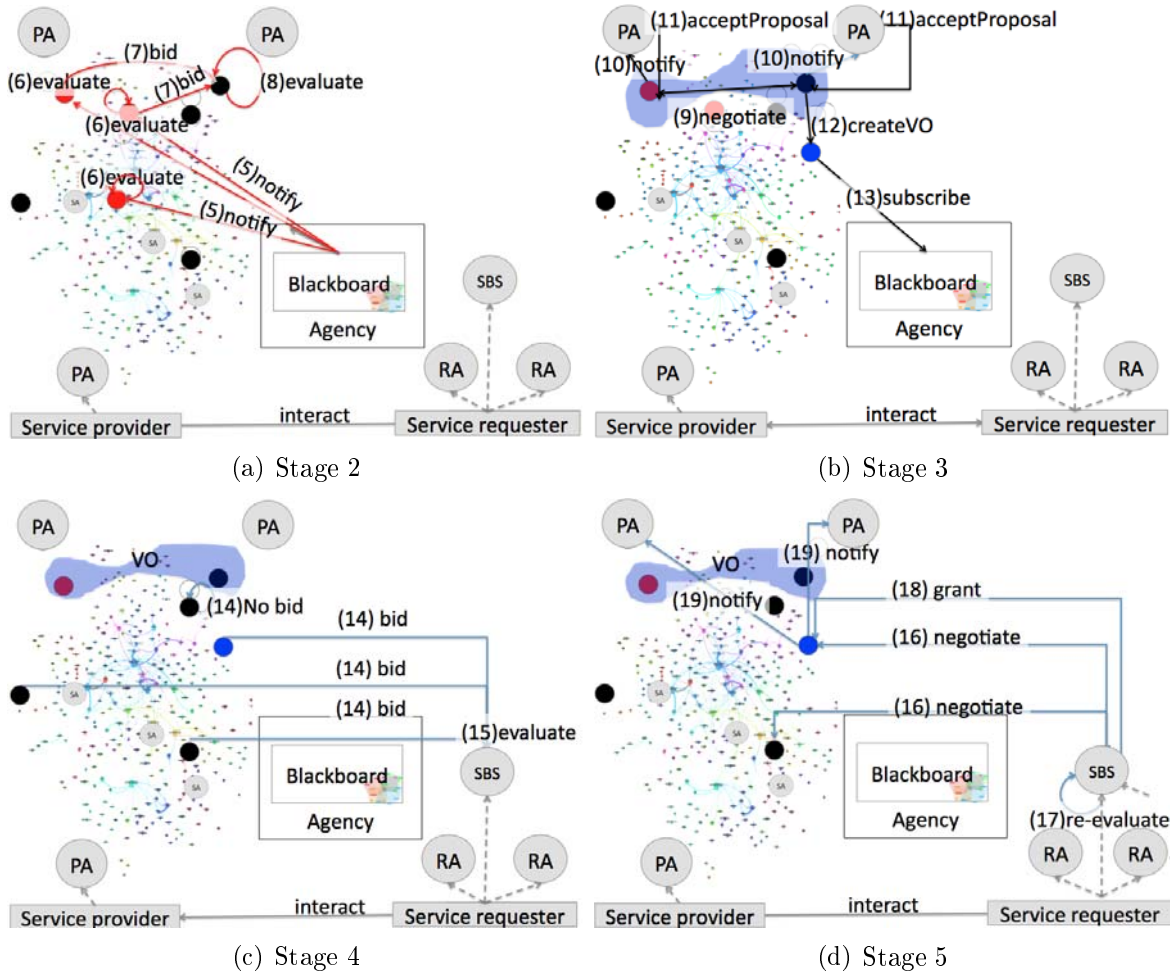 PA
PA
(7)bid
(6)evaluate
(7)bid
(8)evaluate
(6)evaluate
(5)notify
(6)evaluate
SA
(5)notify
SA
Blackboard
SBS
SA
Agency
PA
RA
RA
interact
Service provider
Service requester
(a) Stage 2
(11)acceptProposal
(11)acceptProposal
PA
PA
(10)notify
(10)notify
(9)negotiate
(12)createVO
SA
(13)subscribe
SA
Blackboard
SBS
SA
Agency
PA
RA
RA
interact
Service provider
Service requester
(b) Stage 3
PA
PA
VO
(14)No bid
(14) bid
(14) bid
SA
(14) bid
SA
(15)evaluate
Blackboard
SBS
SA
Agency
PA
RA
RA
interact
Service provider
Service requester
(c) Stage 4
PA
PA
VO
(19) notify
(19)notify
(18) grant
(16) negotiate
SA
(16) negotiate
SA
Blackboard
SBS
SA
Agency
(17)re-evaluate
PA
RA
RA
interact
Service provider
Service requester
(d) Stage 5